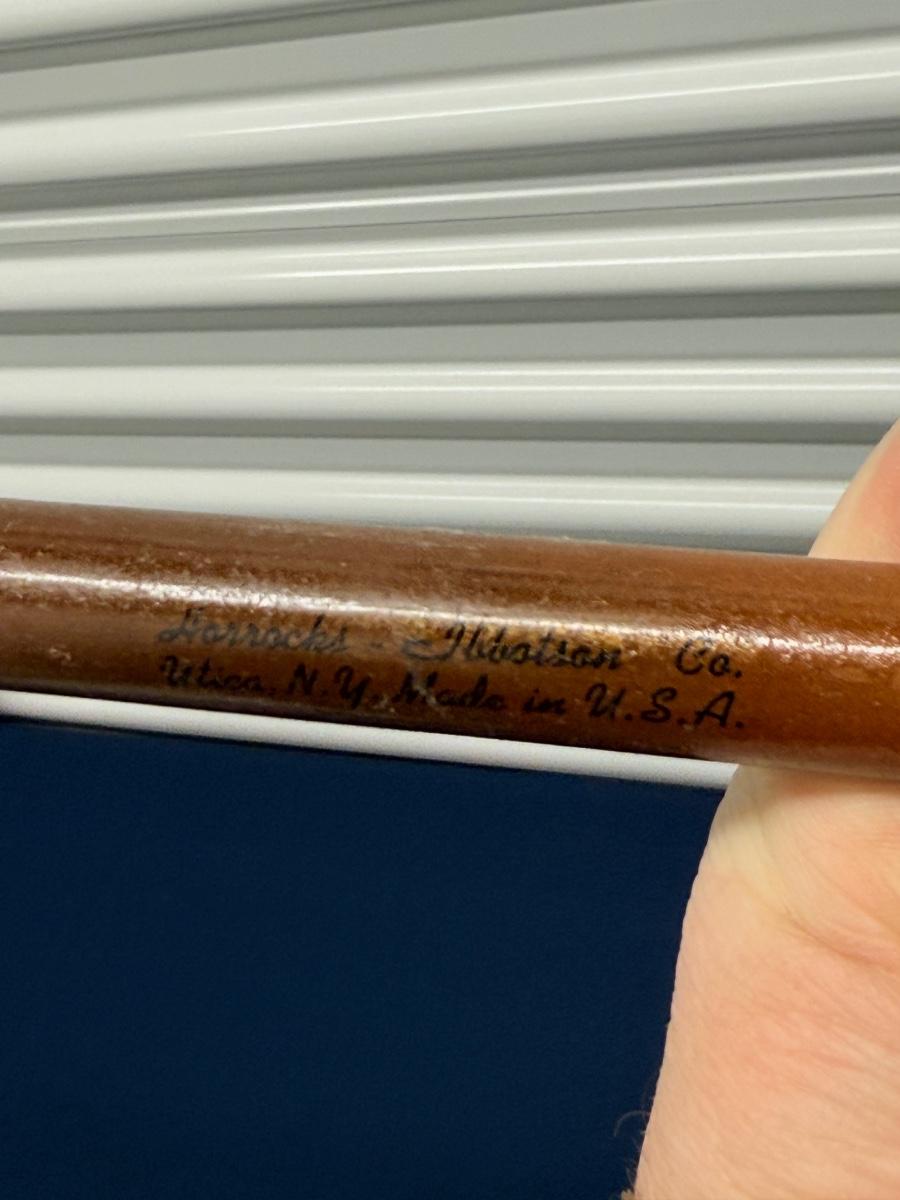 Horrocks - Ibbotson Co.
Utica, N.Y. Made in U.S.A.